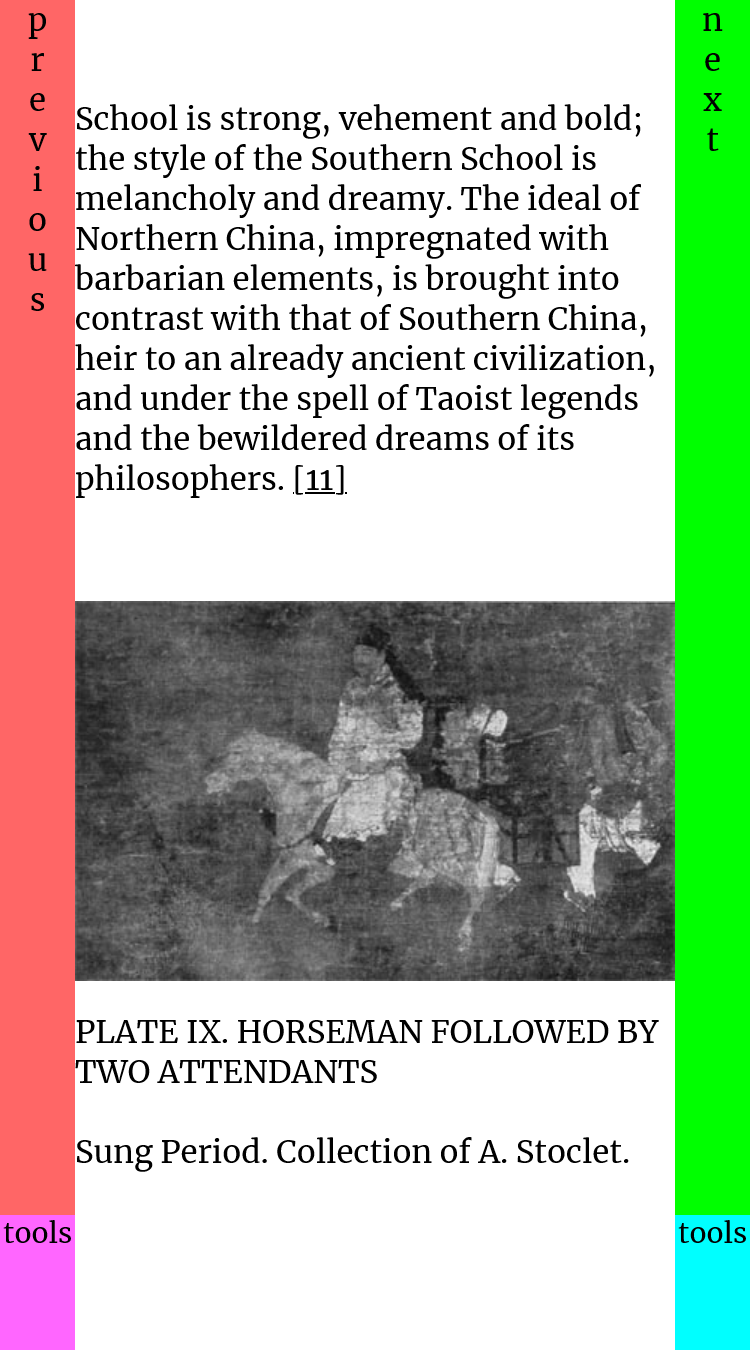 previous
School is strong, vehement and bold;
the style of the Southern School is
melancholy and dreamy. The ideal of
Northern China, impregnated with
barbarian elements, is brought into
contrast with that of Southern China,
heir to an already ancient civilization,
and under the spell of Taoist legends
and the bewildered dreams of its
philosophers. [11]
PLATE IX. HORSEMAN FOLLOWED BY
TWO ATTENDANTS
Sung Period. Collection of A. Stoclet.
next
tools
tools